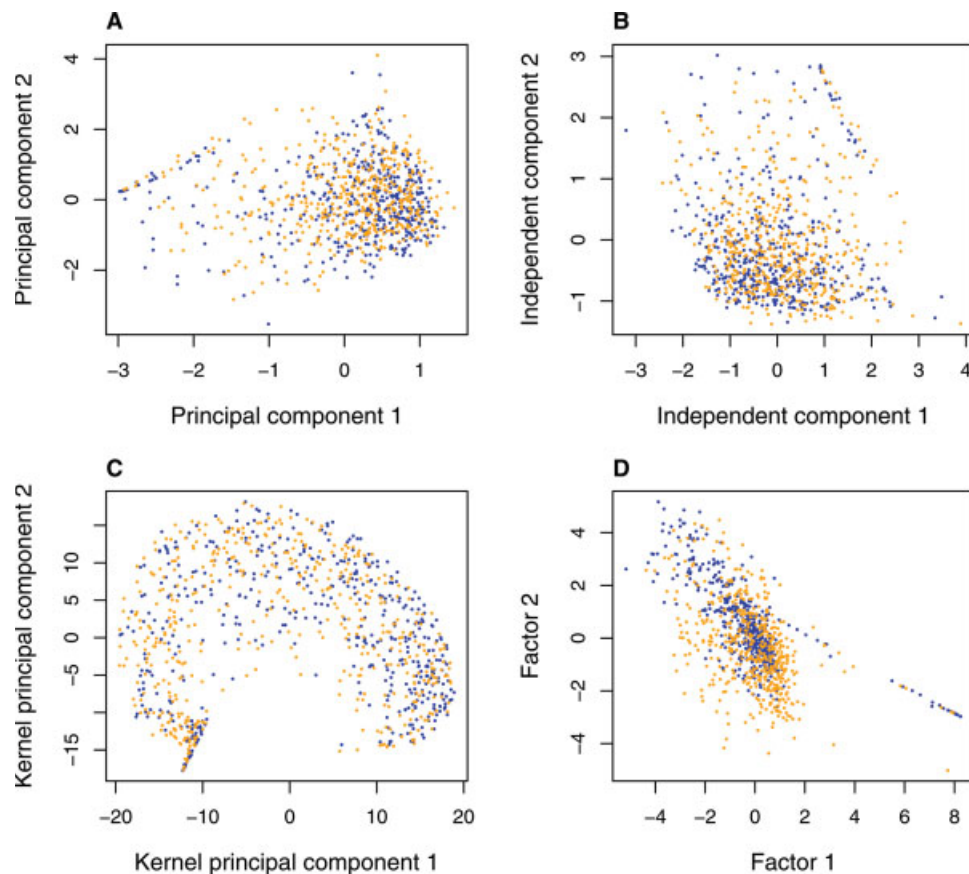 A
Principal component 2
4
2
0
−2
−3 −2 −1 0 1
Principal component 1
B
Independent component 2
3
2
1
0
−1
−3 −2 −1 0 1 2 3 4
Independent component 1
C
Kernel principal component 2
10
5
0
−5
−15
−20 −10 0 10 20
Kernel principal component 1
D
Factor 2
4
2
0
−2
−4
−4 −2 0 2 4 6 8
Factor 1